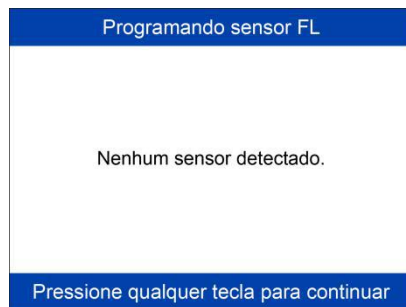 Programando sensor FL
Nenhum sensor detectado.
Pressione qualquer tecla para continuar